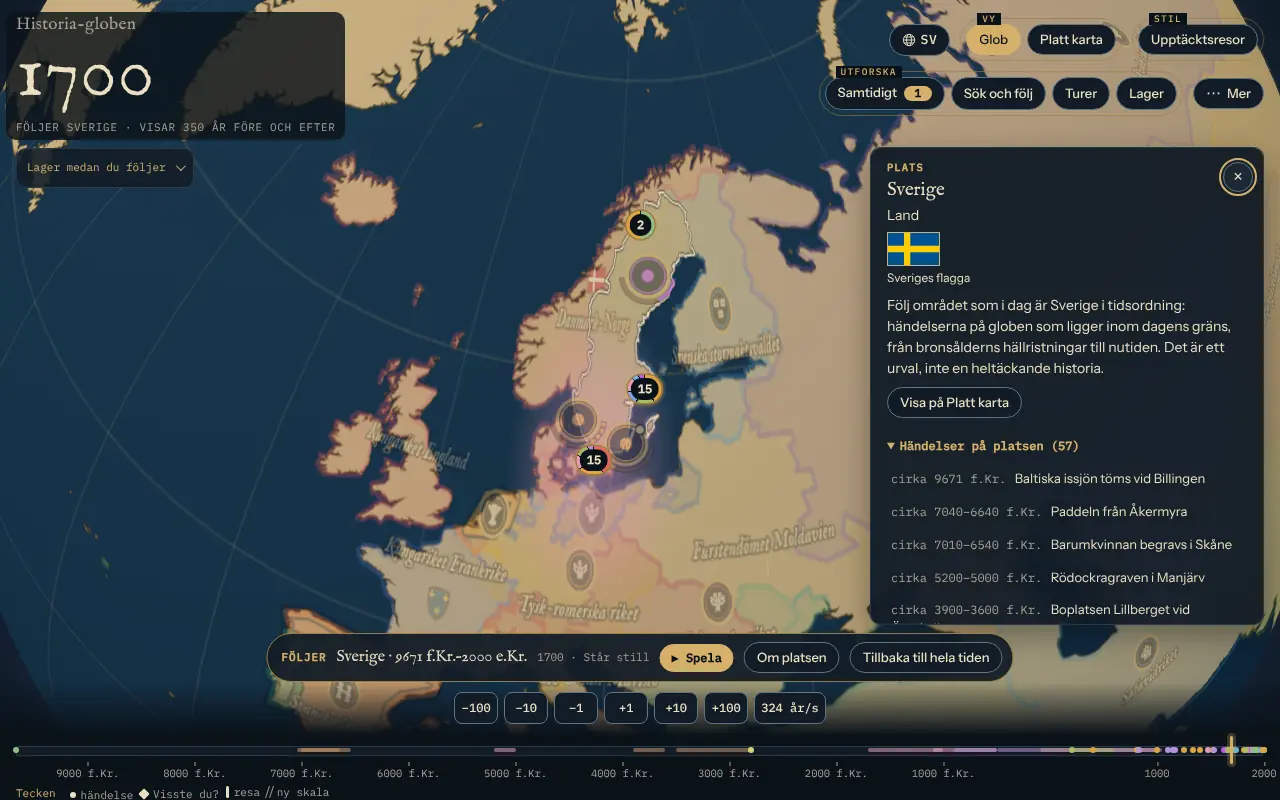 Historia-globen
1700
FÖLJER SVERIGE · VISAR 350 ÅR FÖRE OCH EFTER
Lager medan du följer
VY
STIL
SV
Glob
Platt karta
Upptäcktsresor
UTFORSKA
Samtidigt 1
Sök och följ
Turer
Lager
··· Mer
PLATS
Sverige
×
Land
Sveriges flagga
Följ området som i dag är Sverige i tidsordning:
händelserna på globen som ligger inom dagens gräns,
från bronsålderns hällristningar till nutiden. Det är ett
urval, inte en heltäckande historia.
Visa på Platt karta
▼ Händelser på platsen (57)
cirka 9671 f.Kr. Baltiska issjön töms vid Billingen
cirka 7040–6640 f.Kr. Paddeln från Åkermyra
cirka 7010–6540 f.Kr. Barumkvinnan begravs i Skåne
cirka 5200–5000 f.Kr. Rödockragraven i Manjärv
cirka 3900–3600 f.Kr. Boplatsen Lillberget vid
2
Danmark-Norge
Svenska stormaktsväldet
15
15
Kungariket England
Kungariket Frankrike
Furstendömet Moldavien
Tysk-romerska riket
FÖLJER Sverige · 9671 f.Kr.–2000 e.Kr. 1700 · Står still
▶ Spela
Om platsen
Tillbaka till hela tiden
−100
−10
−1
+1
+10
+100
324 år/s
9000 f.Kr.
8000 f.Kr.
7000 f.Kr.
6000 f.Kr.
5000 f.Kr.
4000 f.Kr.
3000 f.Kr.
2000 f.Kr.
1000 f.Kr.
1000
2000
Tecken ● händelse ◆ Visste du? resa // ny skala